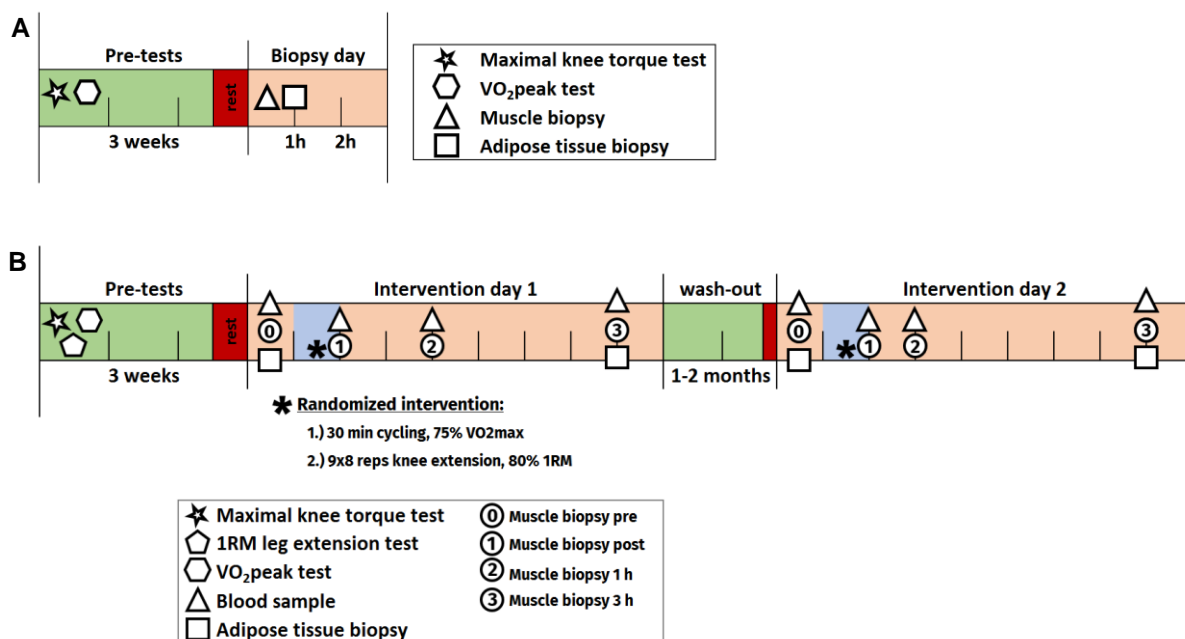 A
Pre-tests
Biopsy day
rest
3 weeks
1h
2h
Maximal knee torque test
VO2peak test
Muscle biopsy
Adipose tissue biopsy
B
Pre-tests
Intervention day 1
wash-out
Intervention day 2
rest
0
1
2
3
0
1
2
3
3 weeks
1-2 months
* Randomized intervention:
1.) 30 min cycling, 75% VO2max
2.) 9x8 reps knee extension, 80% 1RM
Maximal knee torque test
1RM leg extension test
VO2peak test
Blood sample
Adipose tissue biopsy
0 Muscle biopsy pre
1 Muscle biopsy post
2 Muscle biopsy 1 h
3 Muscle biopsy 3 h